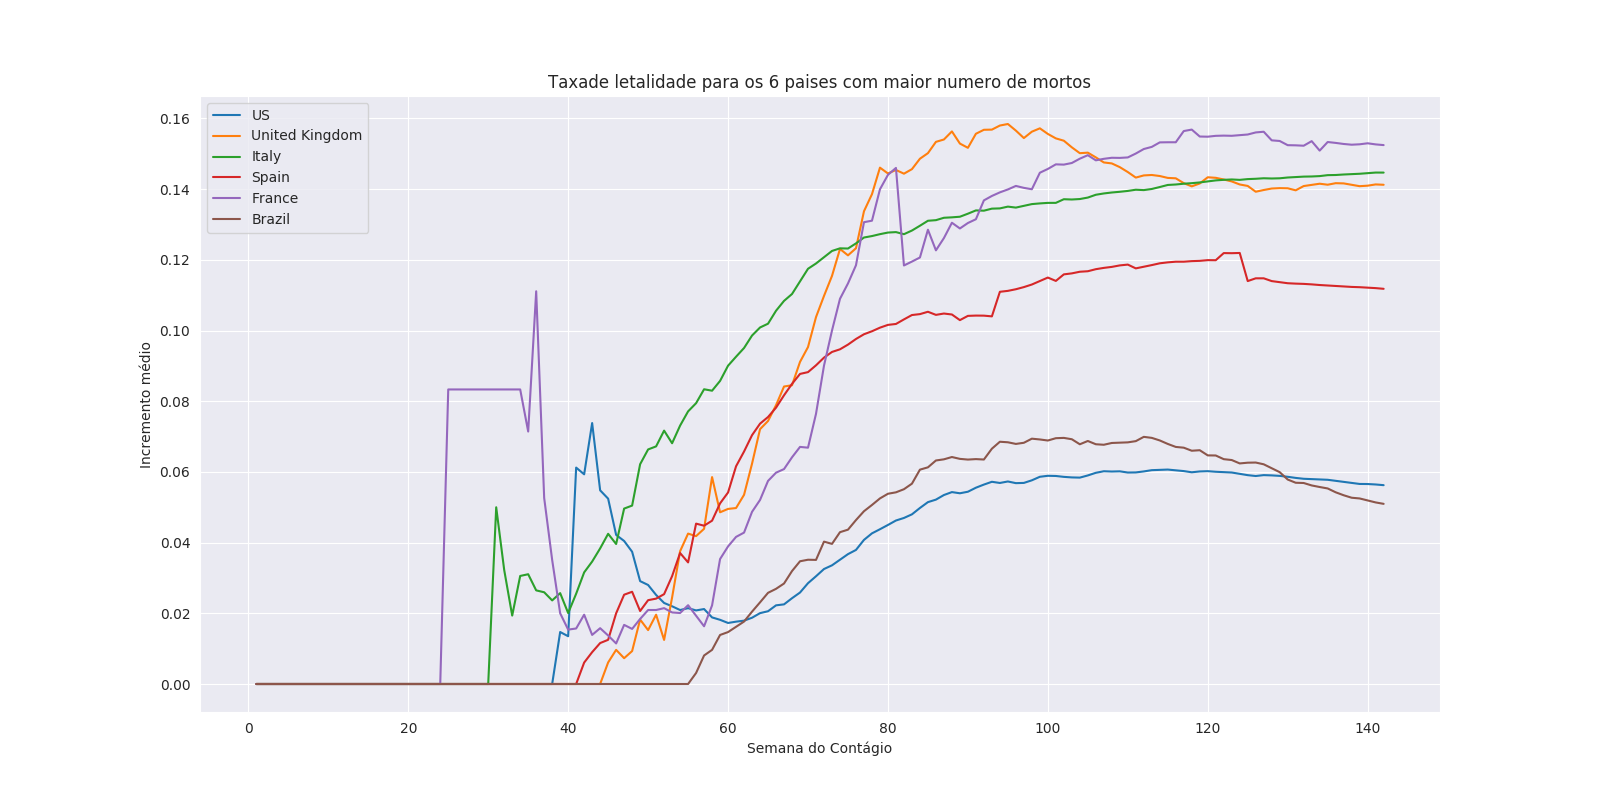 Taxade letalidade para os 6 paises com maior numero de mortos
US
United Kingdom
Italy
Spain
France
Brazil
0.16
0.14
0.12
0.10
0.08
0.06
0.04
0.02
0.00
Incremento médio
0 20 40 60 80 100 120 140
Semana do Contágio